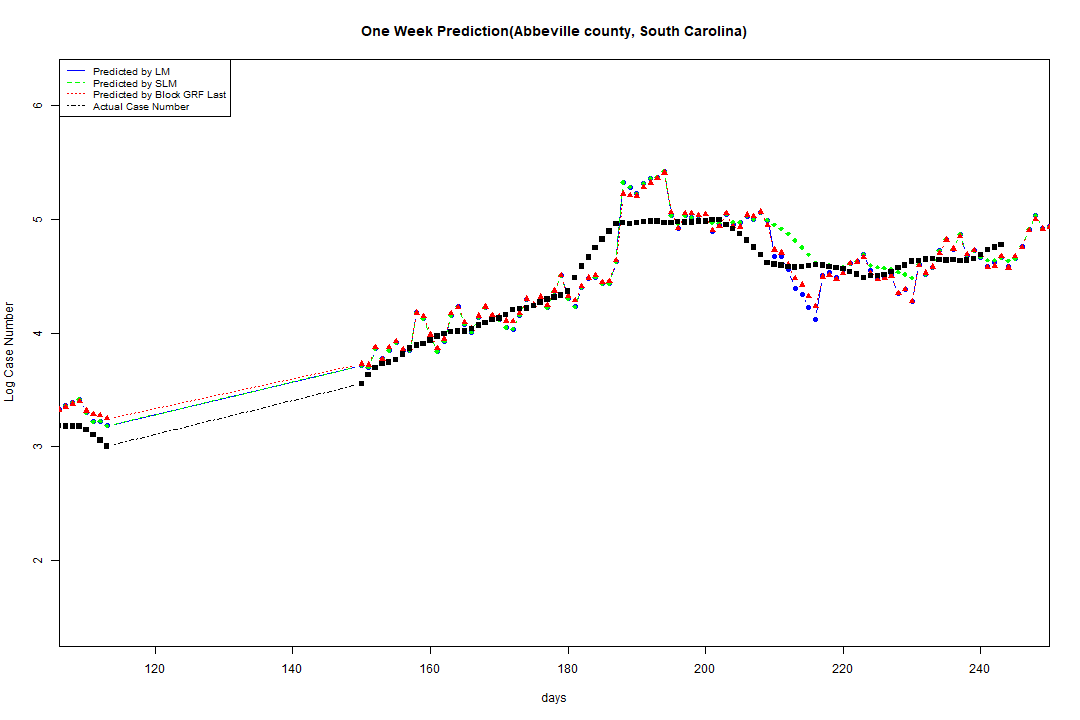 One Week Prediction(Abbeville county, South Carolina)
Predicted by LM
Predicted by SLM
Predicted by Block GRF Last
Actual Case Number
6
5
4
3
2
Log Case Number
120 140 160 180 200 220 240
days